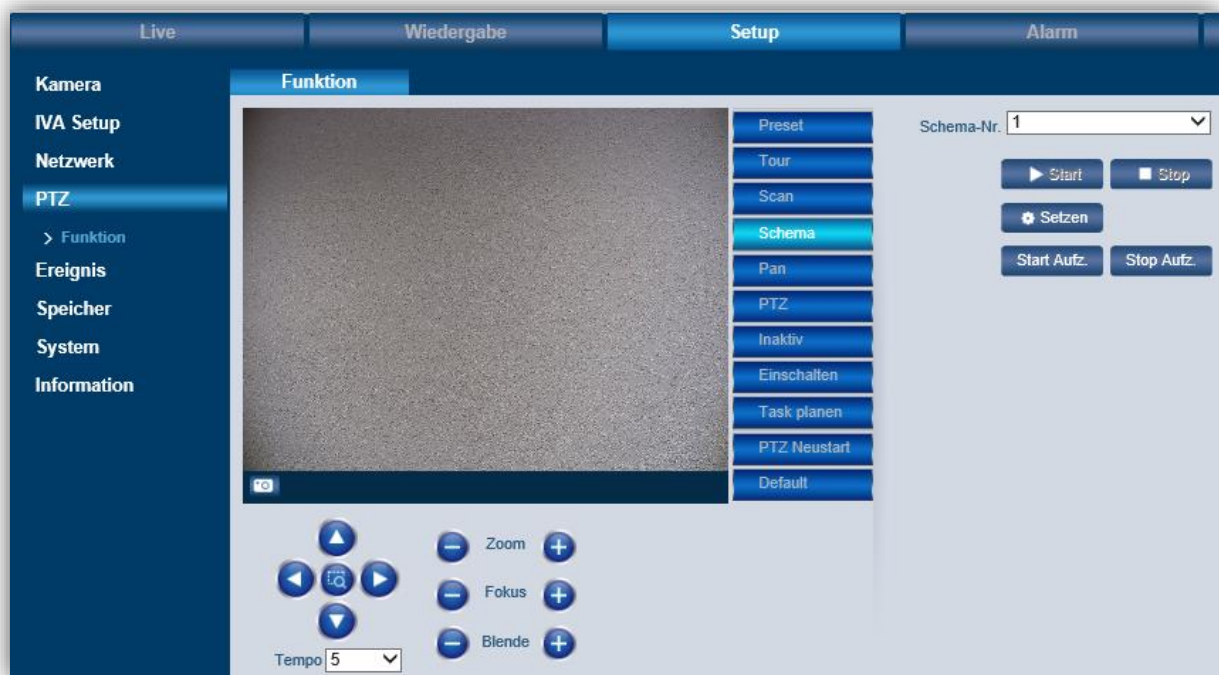 Live Wiedergabe Setup Alarm
Kamera
IVA Setup
Netzwerk
PTZ
> Funktion
Ereignis
Speicher
System
Information
Funktion
Preset
Tour
Scan
Schema
Pan
PTZ
Inaktiv
Einschalten
Task planen
PTZ Neustart
Default
Schema-Nr. 1
Start Stop
Setzen
Start Aufz. Stop Aufz.
Zoom
Fokus
Blende
Tempo 5